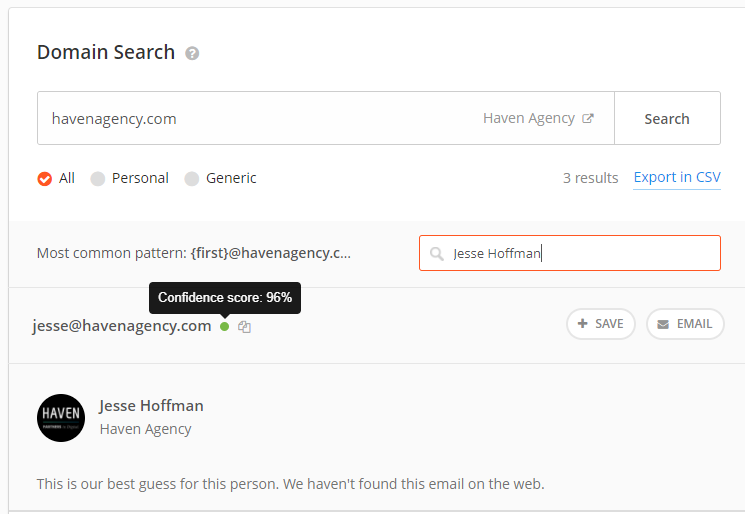 Domain Search ?
havenagency.com Haven Agency Search
All Personal Generic 3 results Export in CSV
Most common pattern: {first}@havenagency.c... Jesse Hoffman
Confidence score: 96%
jesse@havenagency.com + SAVE EMAIL
HAVEN
Jesse Hoffman
Haven Agency
This is our best guess for this person. We haven't found this email on the web.